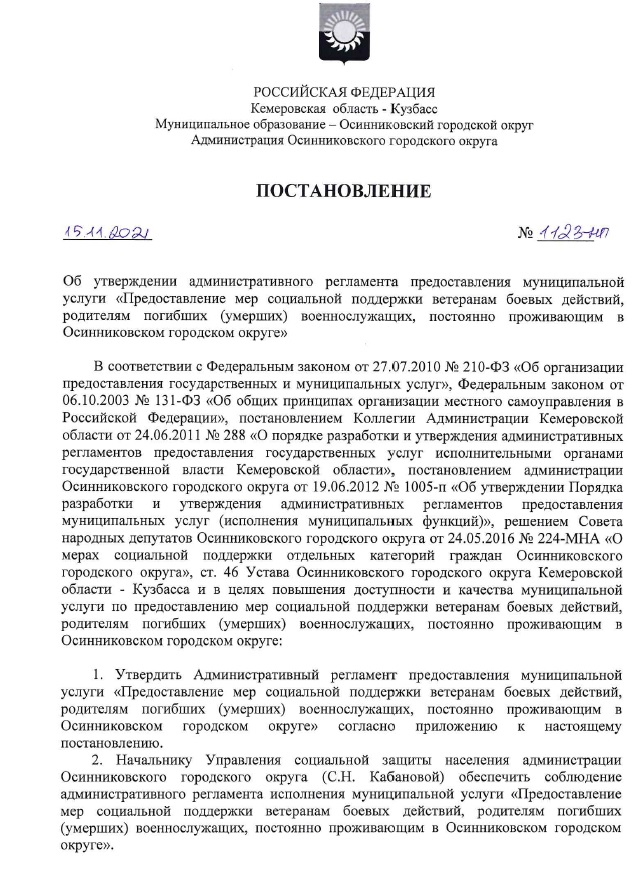 РОССИЙСКАЯ ФЕДЕРАЦИЯ
Кемеровская область - Кузбасс
Муниципальное образование – Осинниковский городской округ
Администрация Осинниковского городского округа
ПОСТАНОВЛЕНИЕ
15.11.2021 № 1123-нп
Об утверждении административного регламента предоставления муниципальной
услуги «Предоставление мер социальной поддержки ветеранам боевых действий,
родителям погибших (умерших) военнослужащих, постоянно проживающим в
Осинниковском городском округе»
В соответствии с Федеральным законом от 27.07.2010 № 210-ФЗ «Об организации
предоставления государственных и муниципальных услуг», Федеральным законом от
06.10.2003 № 131-ФЗ «Об общих принципах организации местного самоуправления в
Российской Федерации», постановлением Коллегии Администрации Кемеровской
области от 24.06.2011 № 288 «О порядке разработки и утверждения административных
регламентов предоставления государственных услуг исполнительными органами
государственной власти Кемеровской области», постановлением администрации
Осинниковского городского округа от 19.06.2012 № 1005-п «Об утверждении Порядка
разработки и утверждения административных регламентов предоставления
муниципальных услуг (исполнения муниципальных функций)», решением Совета
народных депутатов Осинниковского городского округа от 24.05.2016 № 224-МНА «О
мерах социальной поддержки отдельных категорий граждан Осинниковского
городского округа», ст. 46 Устава Осинниковского городского округа Кемеровской
области - Кузбасса и в целях повышения доступности и качества муниципальной
услуги по предоставлению мер социальной поддержки ветеранам боевых действий,
родителям погибших (умерших) военнослужащих, постоянно проживающим в
Осинниковском городском округе:
1. Утвердить Административный регламент предоставления муниципальной
услуги «Предоставление мер социальной поддержки ветеранам боевых действий,
родителям погибших (умерших) военнослужащих, постоянно проживающим в
Осинниковском городском округе» согласно приложению к настоящему
постановлению.
2. Начальнику Управления социальной защиты населения администрации
Осинниковского городского округа (С.Н. Кабановой) обеспечить соблюдение
административного регламента исполнения муниципальной услуги «Предоставление
мер социальной поддержки ветеранам боевых действий, родителям погибших
(умерших) военнослужащих, постоянно проживающим в Осинниковском городском
округе».